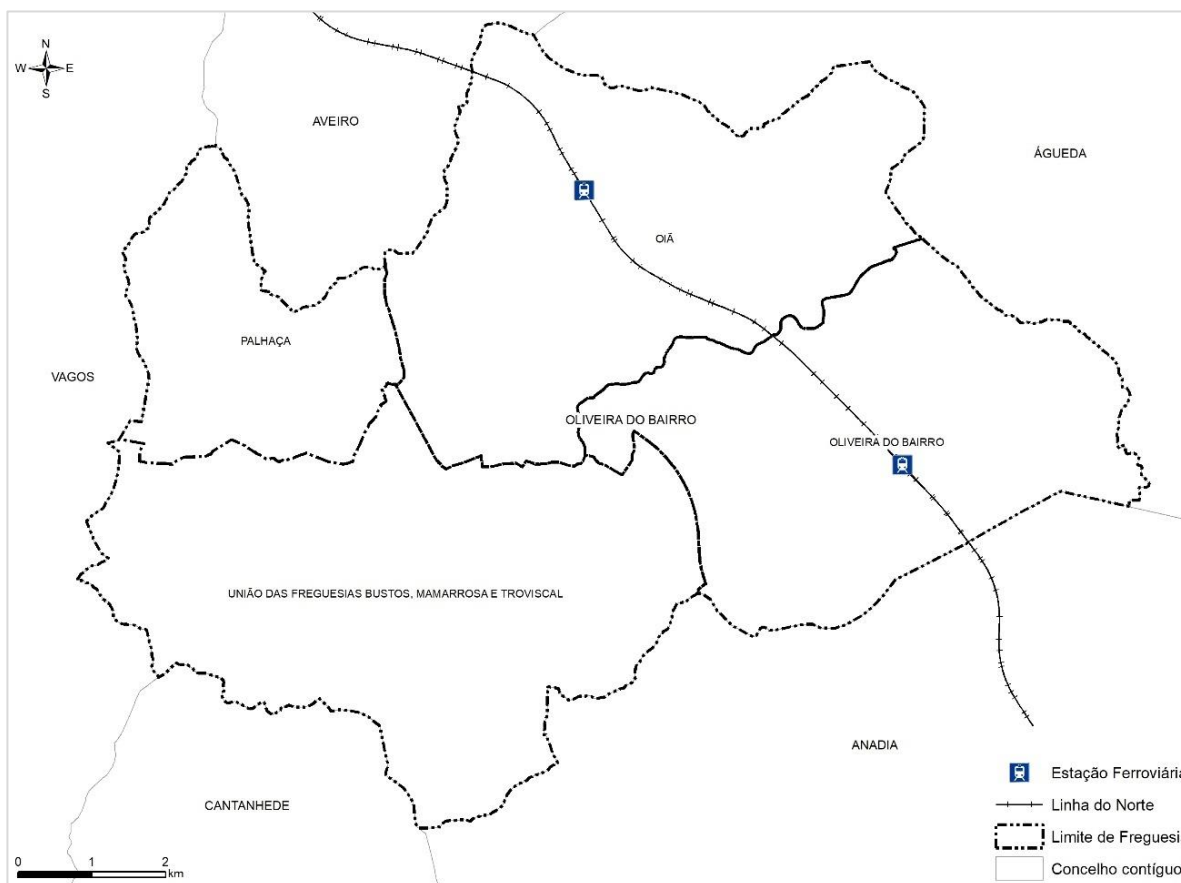 N
W E
S
AVEIRO
ÁGUEDA
OIÃ
PALHAÇA
VAGOS
OLIVEIRA DO BAIRRO
OLIVEIRA DO BAIRRO
UNIÃO DAS FREGUESIAS BUSTOS, MAMARROSA E TROVISCAL
ANADIA
CANTANHEDE
Estação Ferroviária
Linha do Norte
Limite de Freguesi
Concelho contíguo
0 1 2
km